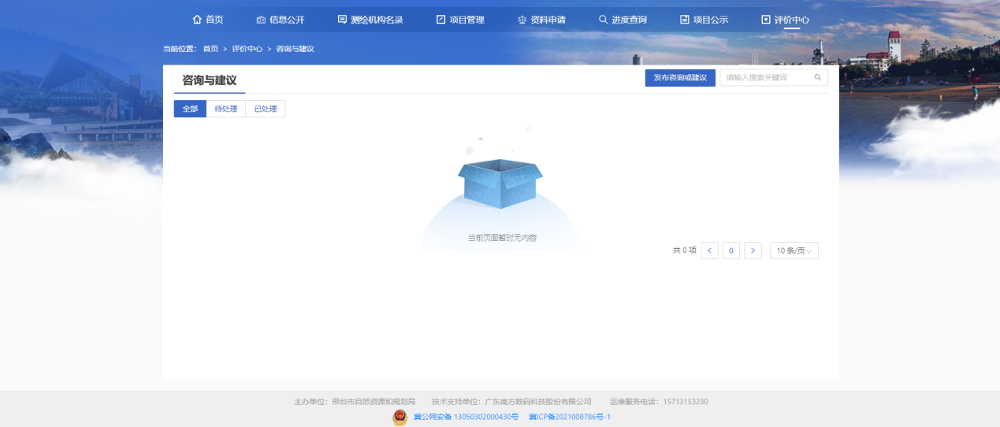 首页 信息公开 测绘机构名录 项目管理 资料申请 进度查询 项目公示 评价中心
当前位置： 首页 > 评价中心 > 咨询与建议
咨询与建议 发布咨询或建议 请输入搜索关键词
全部 待处理 已处理
当前页面暂时无内容
共 0 项 < 0 > 10 条/页
主办单位：邢台市自然资源和规划局 技术支持单位：广东南方数码科技股份有限公司 运维服务电话：15713153230
冀公网安备 13050302000430号 冀ICP备2021008786号-1